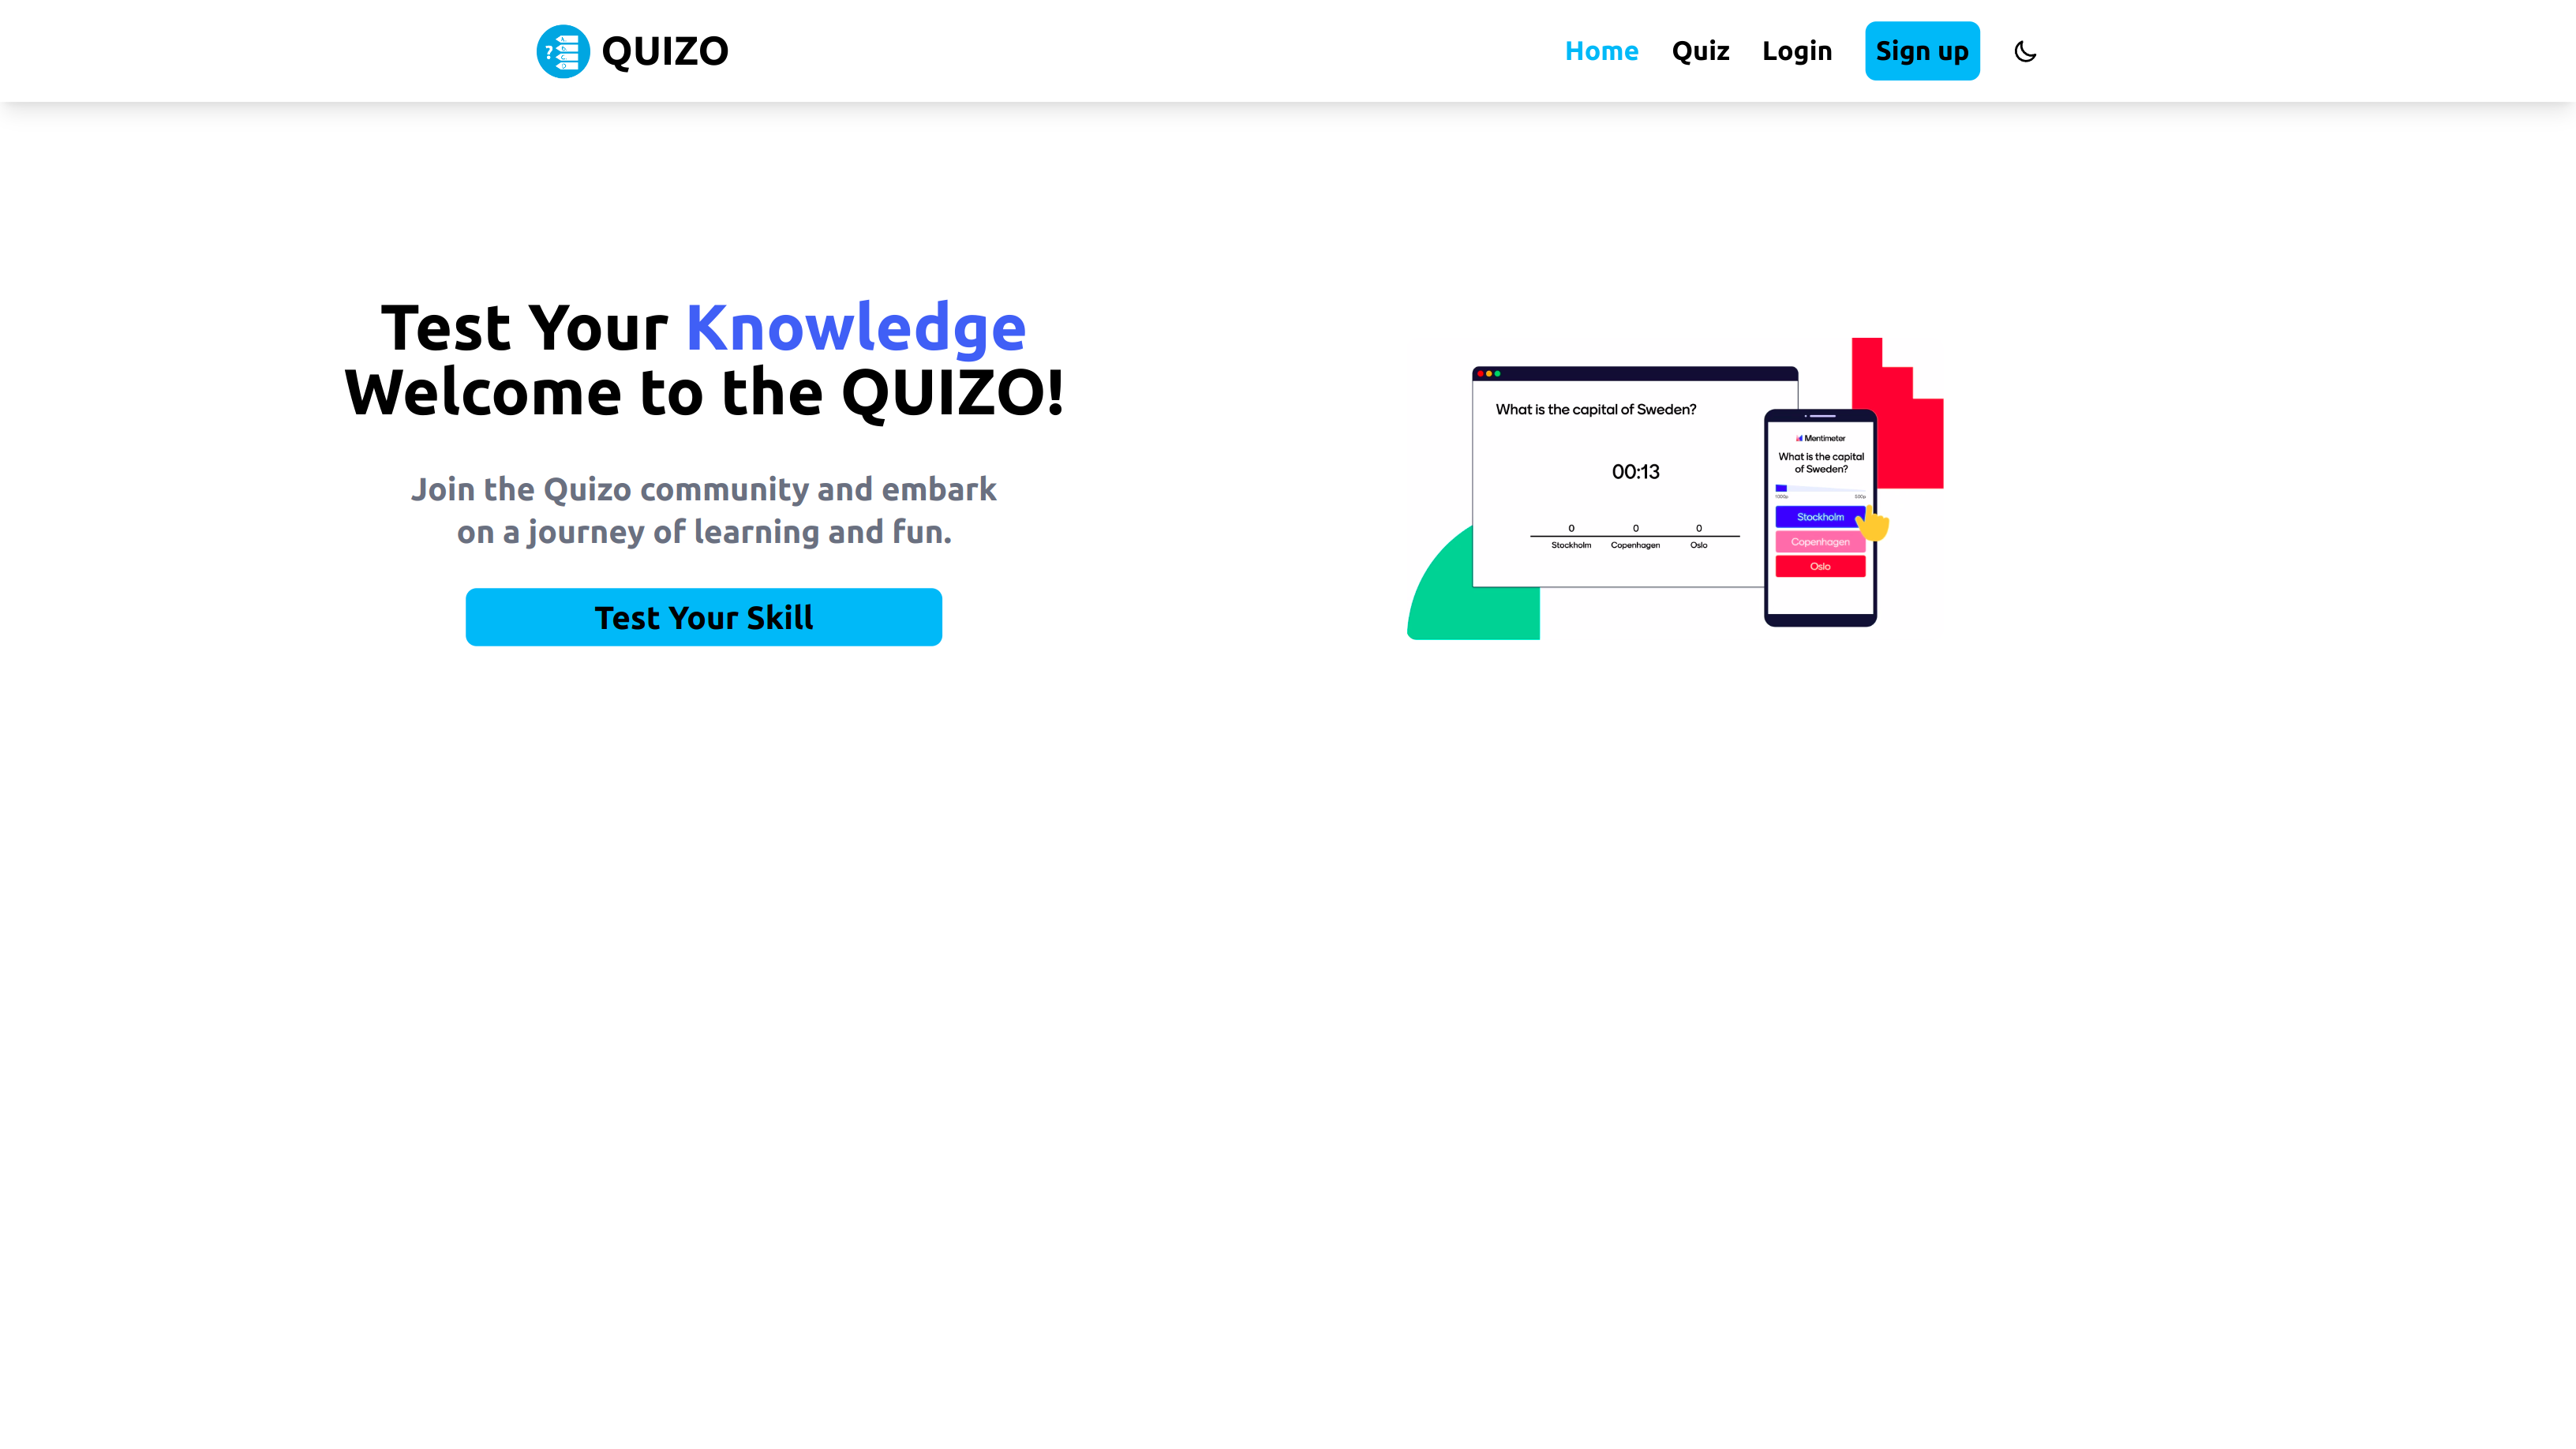 QUIZO
Home Quiz Login Sign up
Test Your Knowledge
Welcome to the QUIZO!
Join the Quizo community and embark
on a journey of learning and fun.
Test Your Skill
What is the capital of Sweden?
00:13
0 0 0
Stockholm Copenhagen Oslo
Mentimeter
What is the capital
of Sweden?
1000p 500p
Stockholm
Copenhagen
Oslo